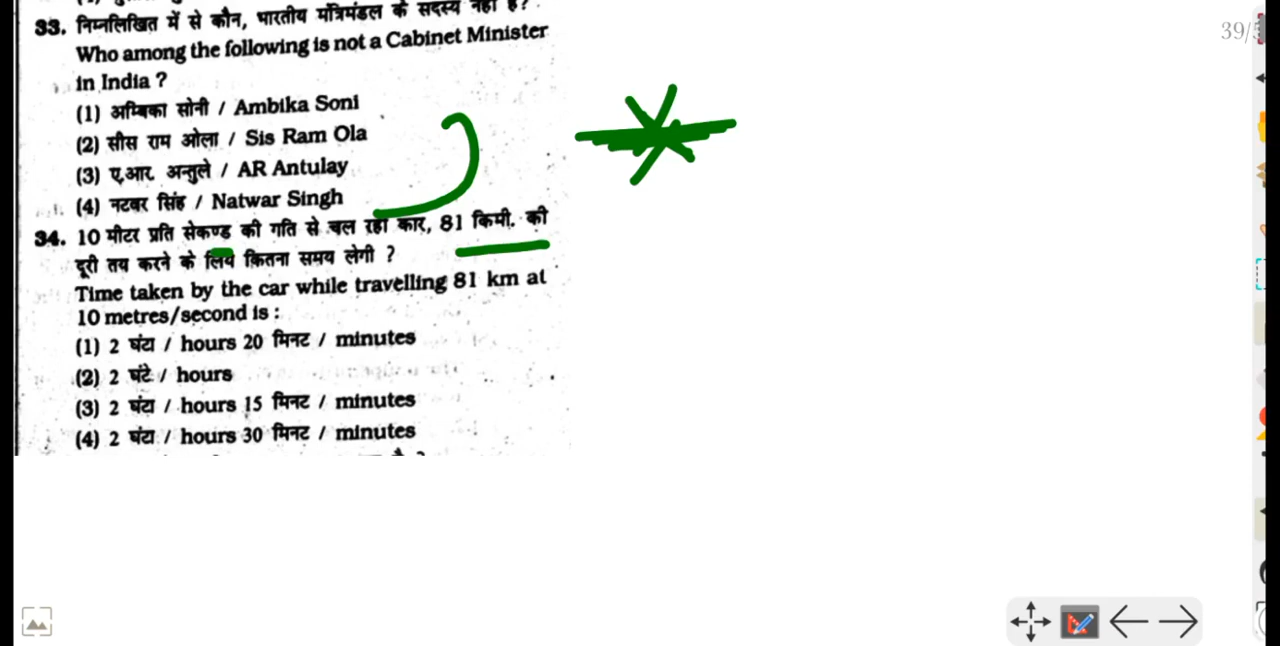 33. निम्नलिखित में से कौन, भारतीय मंत्रिमंडल के सदस्य नहीं है?
Who among the following is not a Cabinet Minister
in India ?
(1) अम्बिका सोनी / Ambika Soni
(2) सीस राम ओला / Sis Ram Ola
(3) ए.आर. अन्तुले / AR Antulay
(4) नटवर सिंह / Natwar Singh
34. 10 मीटर प्रति सेकण्ड की गति से चल रहा कार, 81 किमी. की
दूरी तय करने के लिये कितना समय लेगी ?
Time taken by the car while travelling 81 km at
10 metres/second is :
(1) 2 घंटा / hours 20 मिनट / minutes
(2) 2 घंटे / hours
(3) 2 घंटा / hours 15 मिनट / minutes
(4) 2 घंटा / hours 30 मिनट / minutes
39/